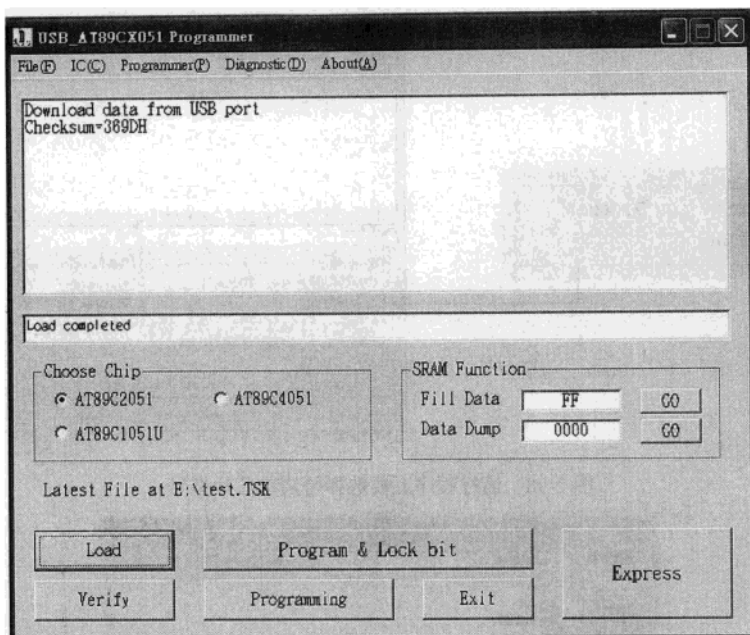 USB_AT89CX051 Programmer
File(F) IC(C) Programmer(P) Diagnostic(D) About(A)
Download data from USB port
Checksum=369DH
Load completed
Choose Chip
AT89C2051 AT89C4051
AT89C1051U
SRAM Function
Fill Data FF GO
Data Dump 0000 GO
Latest File at E:\test.TSK
Load Program & Lock bit Express
Verify Programming Exit